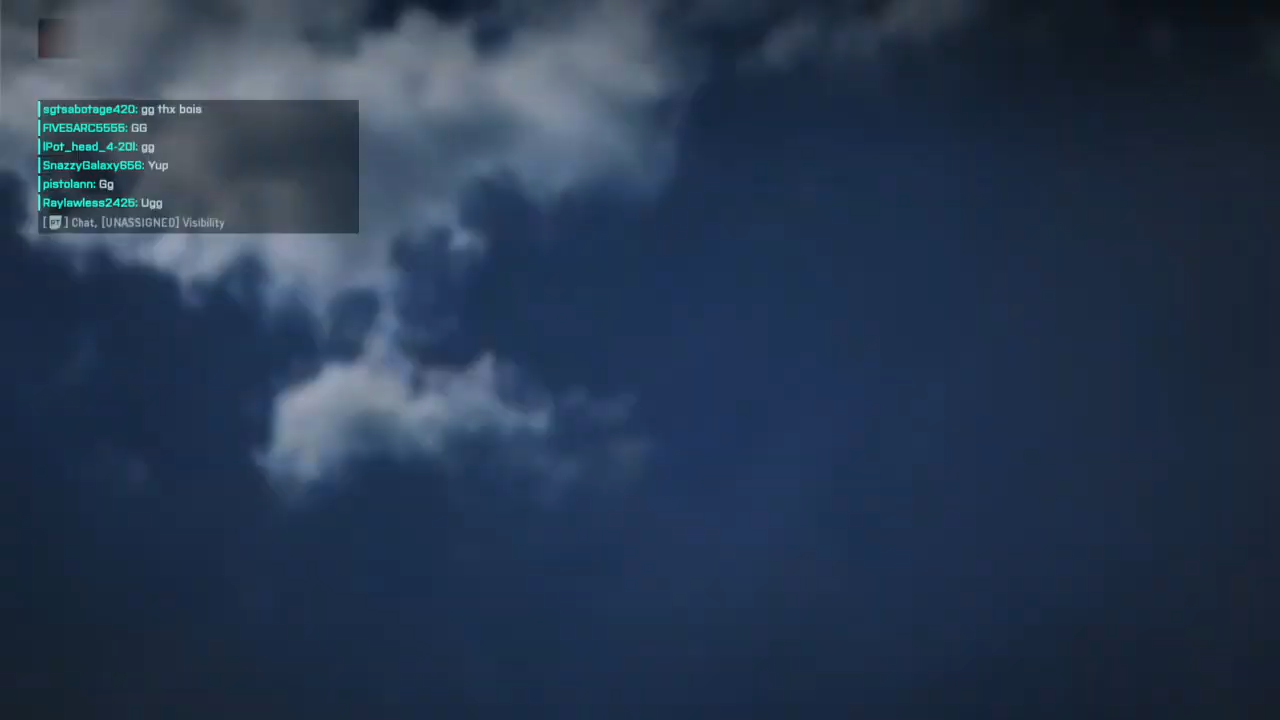 sgtsabotage420: gg thx bois
FIVESARC5555: GG
lPot_head_4-20l: gg
SnazzyGalaxy656: Yup
pistolann: Gg
Raylawless2425: Ugg
[ ] Chat, [UNASSIGNED] Visibility